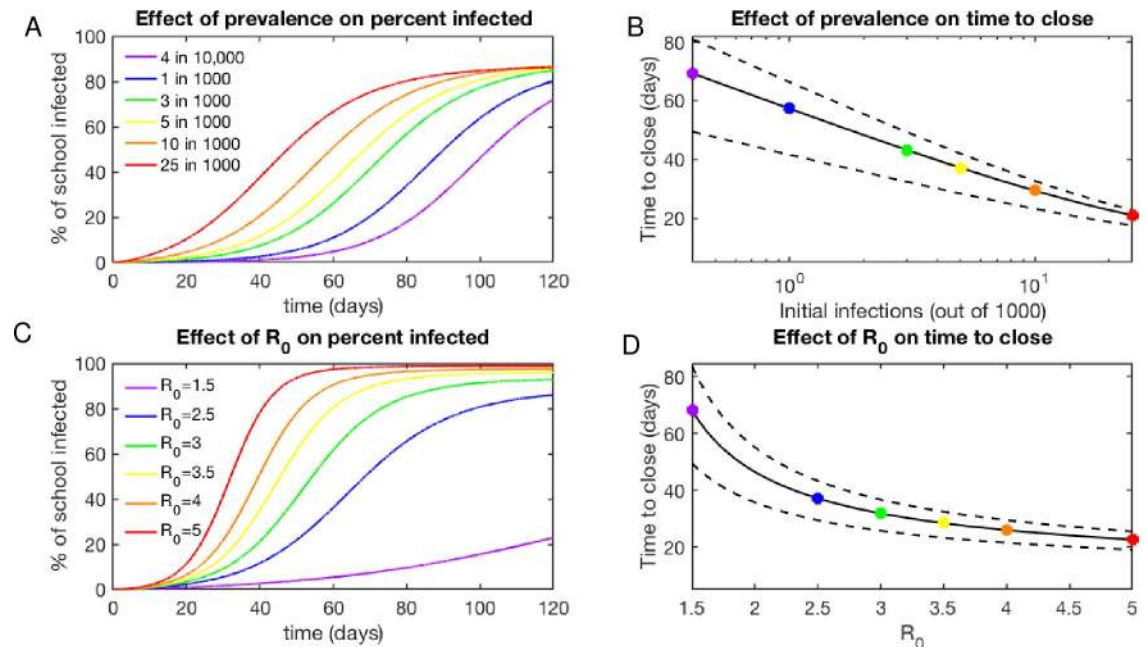 A
Effect of prevalence on percent infected
% of school infected
100
80
60
40
20
0
4 in 10,000
1 in 1000
3 in 1000
5 in 1000
10 in 1000
25 in 1000
0 20 40 60 80 100 120
time (days)
B
Effect of prevalence on time to close
Time to close (days)
80
60
40
20
10⁰ 10¹
Initial infections (out of 1000)
C
Effect of R₀ on percent infected
% of school infected
100
80
60
40
20
0
R₀=1.5
R₀=2.5
R₀=3
R₀=3.5
R₀=4
R₀=5
0 20 40 60 80 100 120
time (days)
D
Effect of R₀ on time to close
Time to close (days)
80
60
40
20
1.5 2 2.5 3 3.5 4 4.5 5
R₀